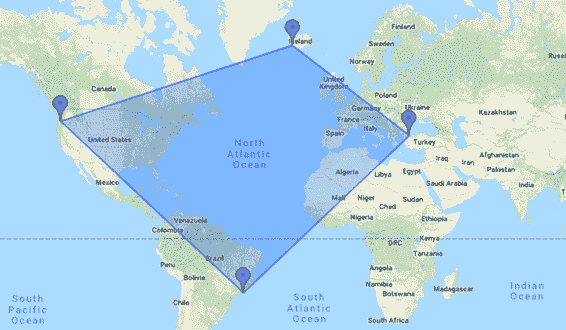 Iceland
Sweden
Finland
Norway
Canada
United
Kingdom
Poland
Germany
Ukraine
Kazakhstan
France
Italy
Spain
Turkey
United States
North
Atlantic
Ocean
Iraq
Iran
Afghanistan
Pakistan
Algeria
Libya
Egypt
Saudi Arabia
India
Mexico
Mali
Niger
Chad
Sudan
Nigeria
Ethiopia
Venezuela
Colombia
DRC
Kenya
Tanzania
Peru
Brazil
Bolivia
Angola
Namibia
Botswana
Madagascar
Chile
South Africa
South
Pacific
Ocean
South
Atlantic
Ocean
Indian
Ocean